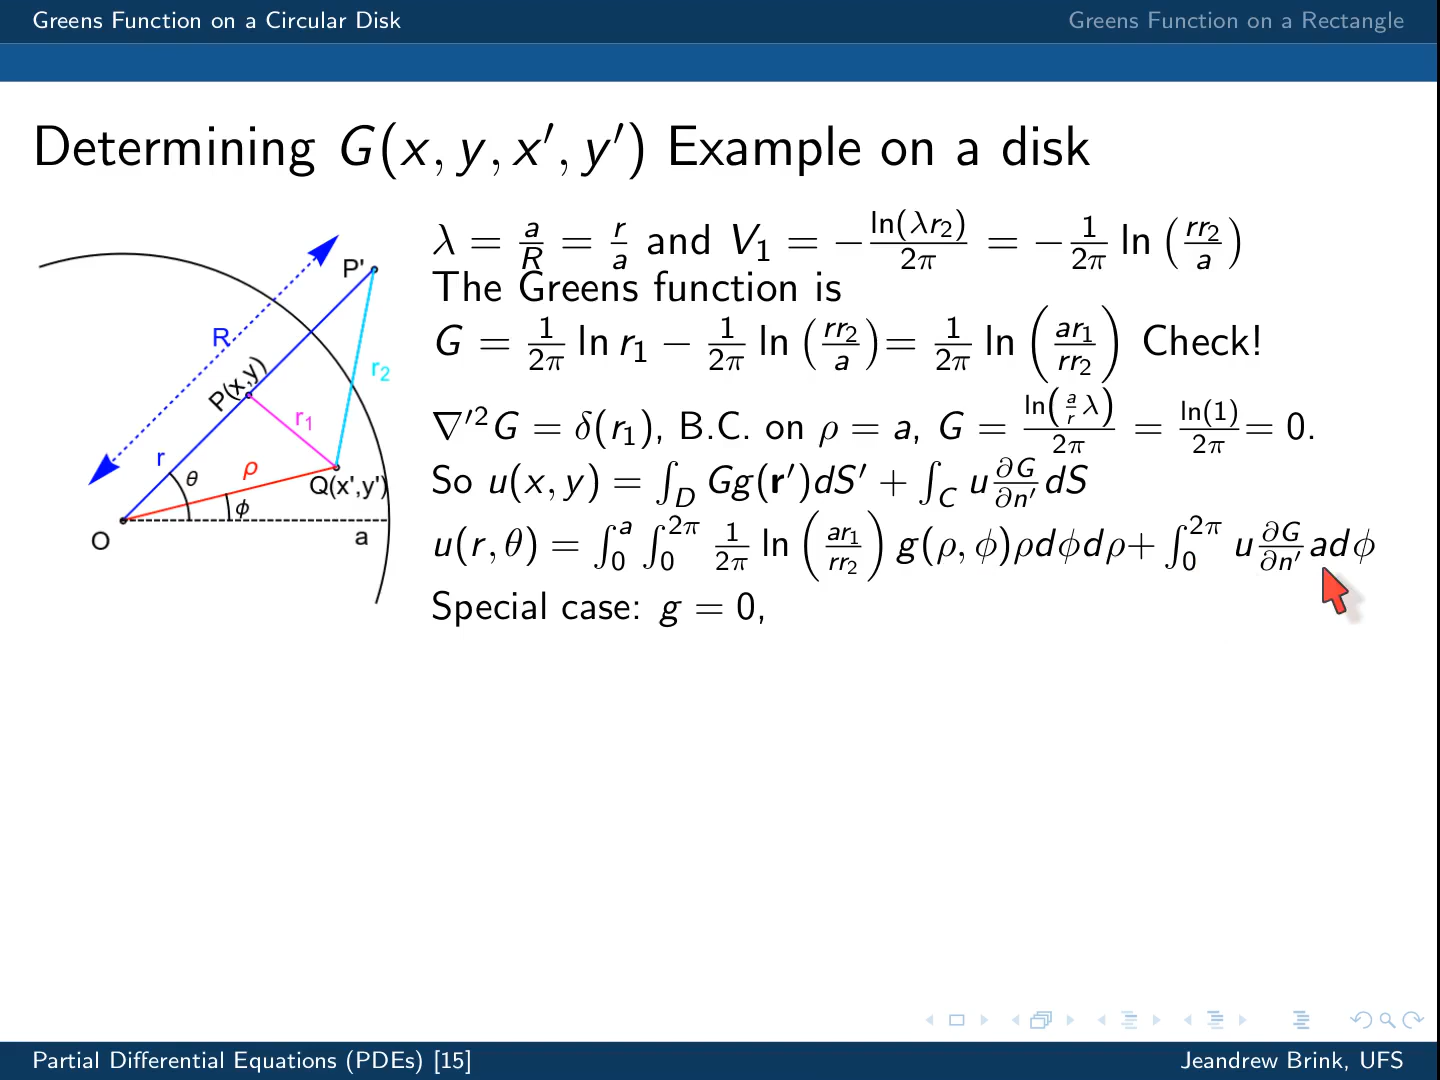 Greens Function on a Circular Disk
Greens Function on a Rectangle
Determining G(x, y, x′, y′) Example on a disk
λ = a/R = r/a and V₁ = −ln(λr₂)/2π = −1/2π ln (rr₂/a)
The Greens function is
G = 1/2π ln r₁ − 1/2π ln (rr₂/a) = 1/2π ln (ar₁/rr₂) Check!
∇′²G = δ(r₁), B.C. on ρ = a, G = ln(a/r λ)/2π = ln(1)/2π = 0.
So u(x, y) = ∫_D Gg(r′)dS′ + ∫_C u ∂G/∂n′ dS
u(r, θ) = ∫₀^a ∫₀^2π 1/2π ln (ar₁/rr₂) g(ρ, φ)ρdφdρ + ∫₀^2π u ∂G/∂n′ adφ
Special case: g = 0,
P'
R
P(x,y)
r₂
r₁
r
θ
ρ
Q(x',y')
φ
O
a
Partial Differential Equations (PDEs) [15]
Jeandrew Brink, UFS